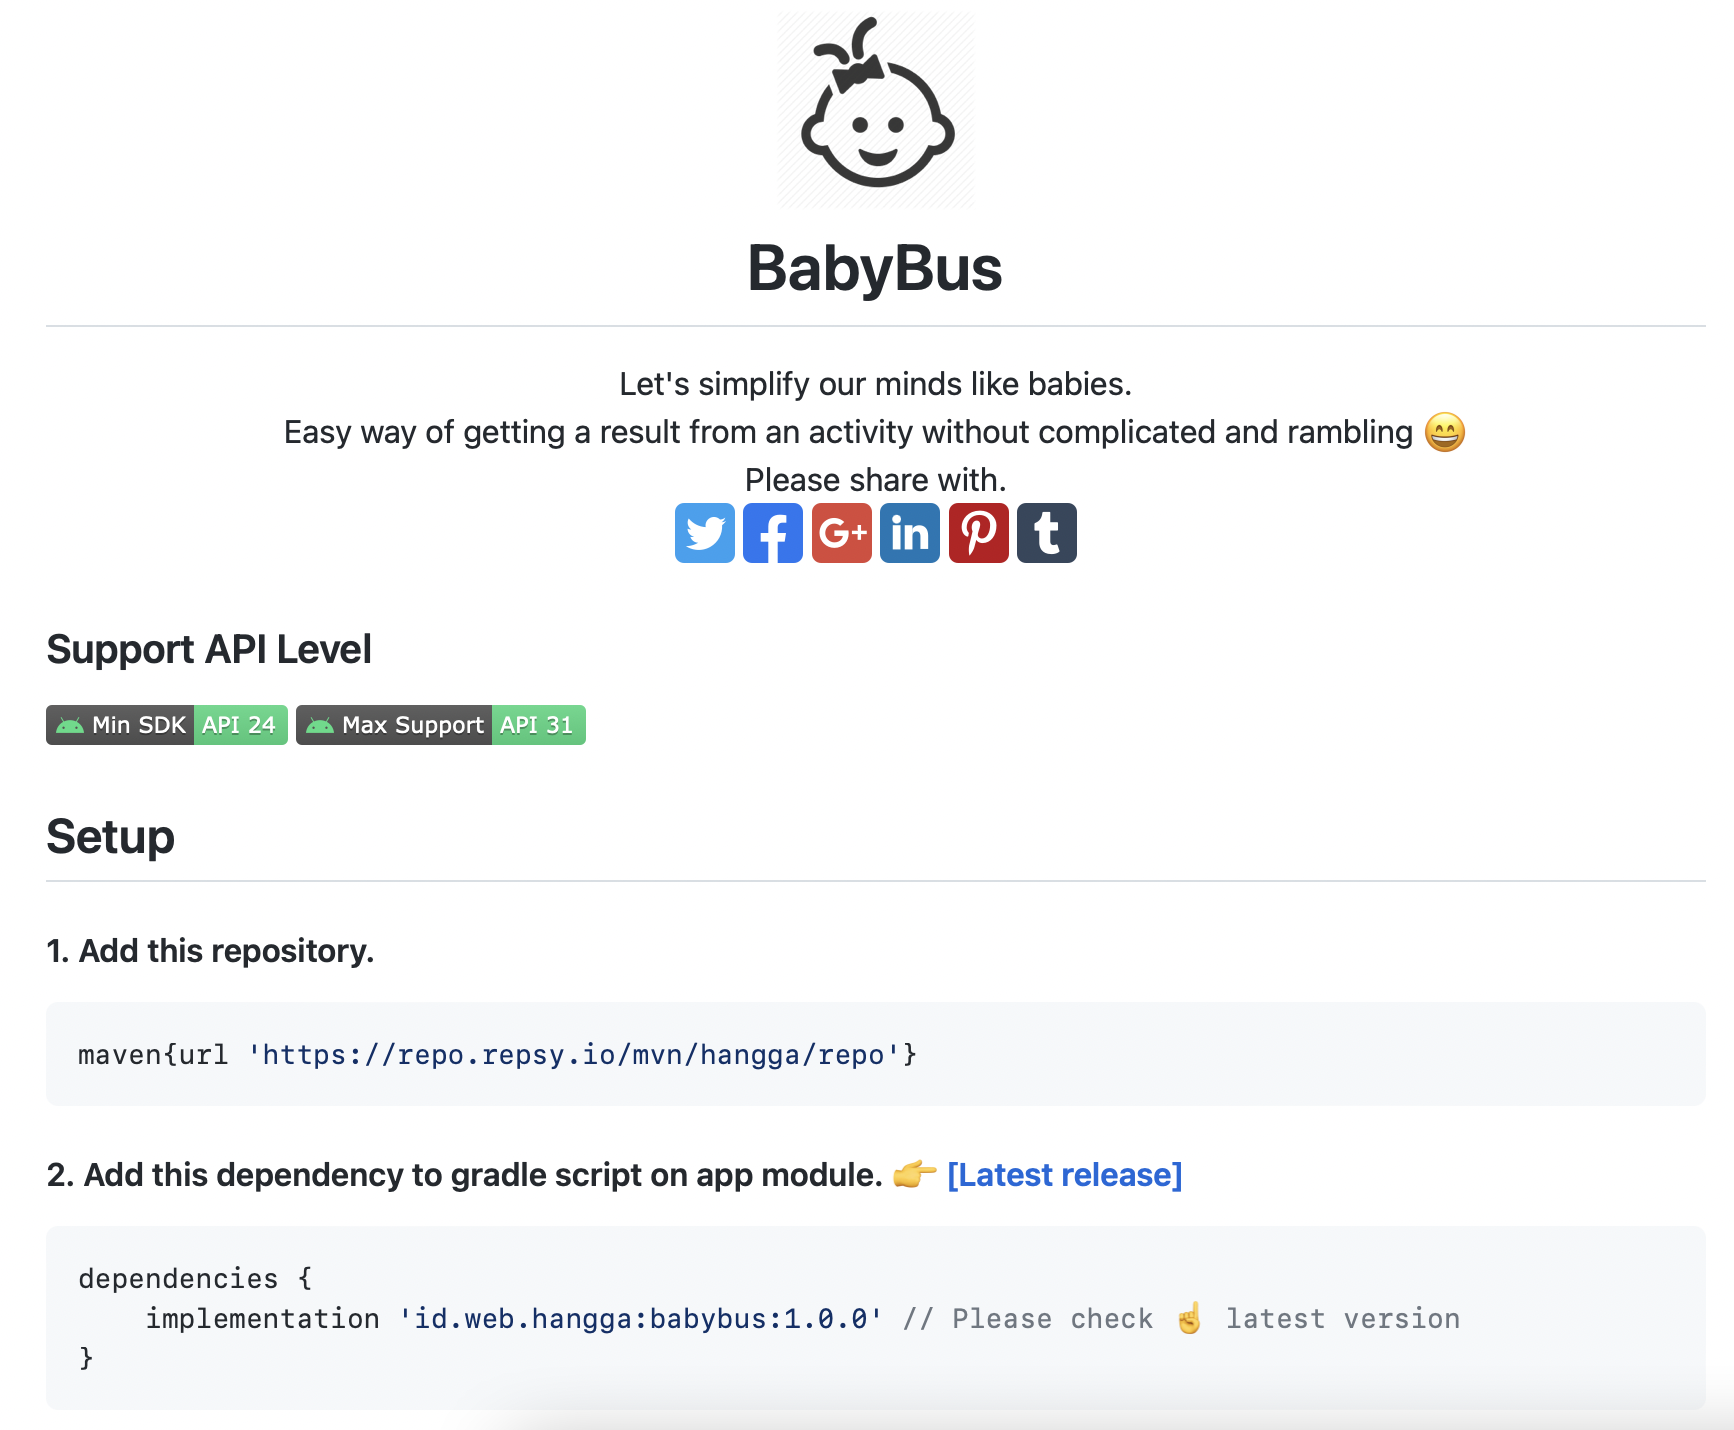 BabyBus
Let's simplify our minds like babies.
Easy way of getting a result from an activity without complicated and rambling 😄
Please share with.
G+ in t
Support API Level
Min SDK API 24 Max Support API 31
Setup
1. Add this repository.
maven{url 'https://repo.repsy.io/mvn/hangga/repo'}
2. Add this dependency to gradle script on app module. 👉 [Latest release]
dependencies {
    implementation 'id.web.hangga:babybus:1.0.0' // Please check ☝️ latest version
}